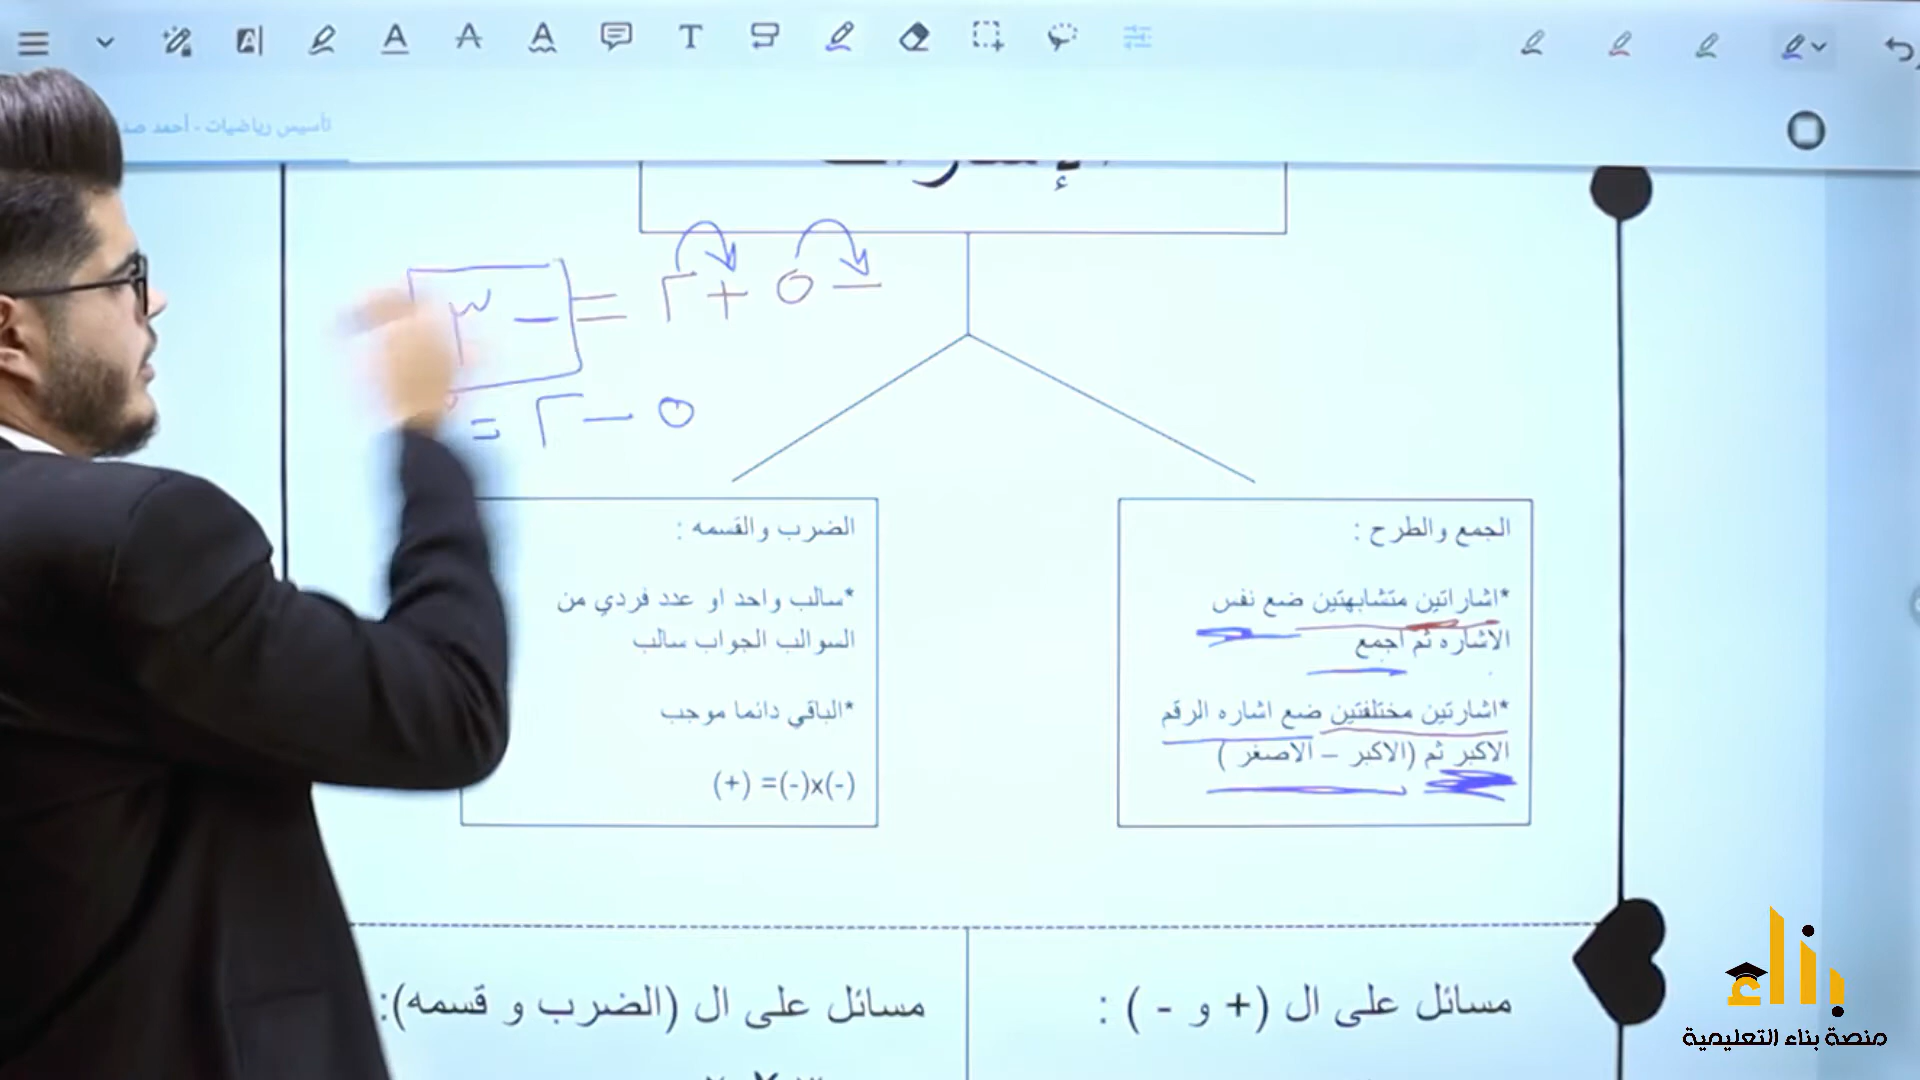 تأسيس رياضيات - أحمد صد
- ٥ + ٢ = - ٣
٥ - ٢ =
الجمع والطرح :
*اشاراتين متشابهتين ضع نفس
الاشاره ثم اجمع
*اشارتين مختلفتين ضع اشاره الرقم
الاكبر ثم (الاكبر – الاصغر )
الضرب والقسمه :
*سالب واحد او عدد فردي من
السوالب الجواب سالب
*الباقي دائما موجب
(-)x(-)= (+)
مسائل على ال (+ و - ) :
مسائل على ال (الضرب و قسمه):
بناء
منصة بناء التعليمية